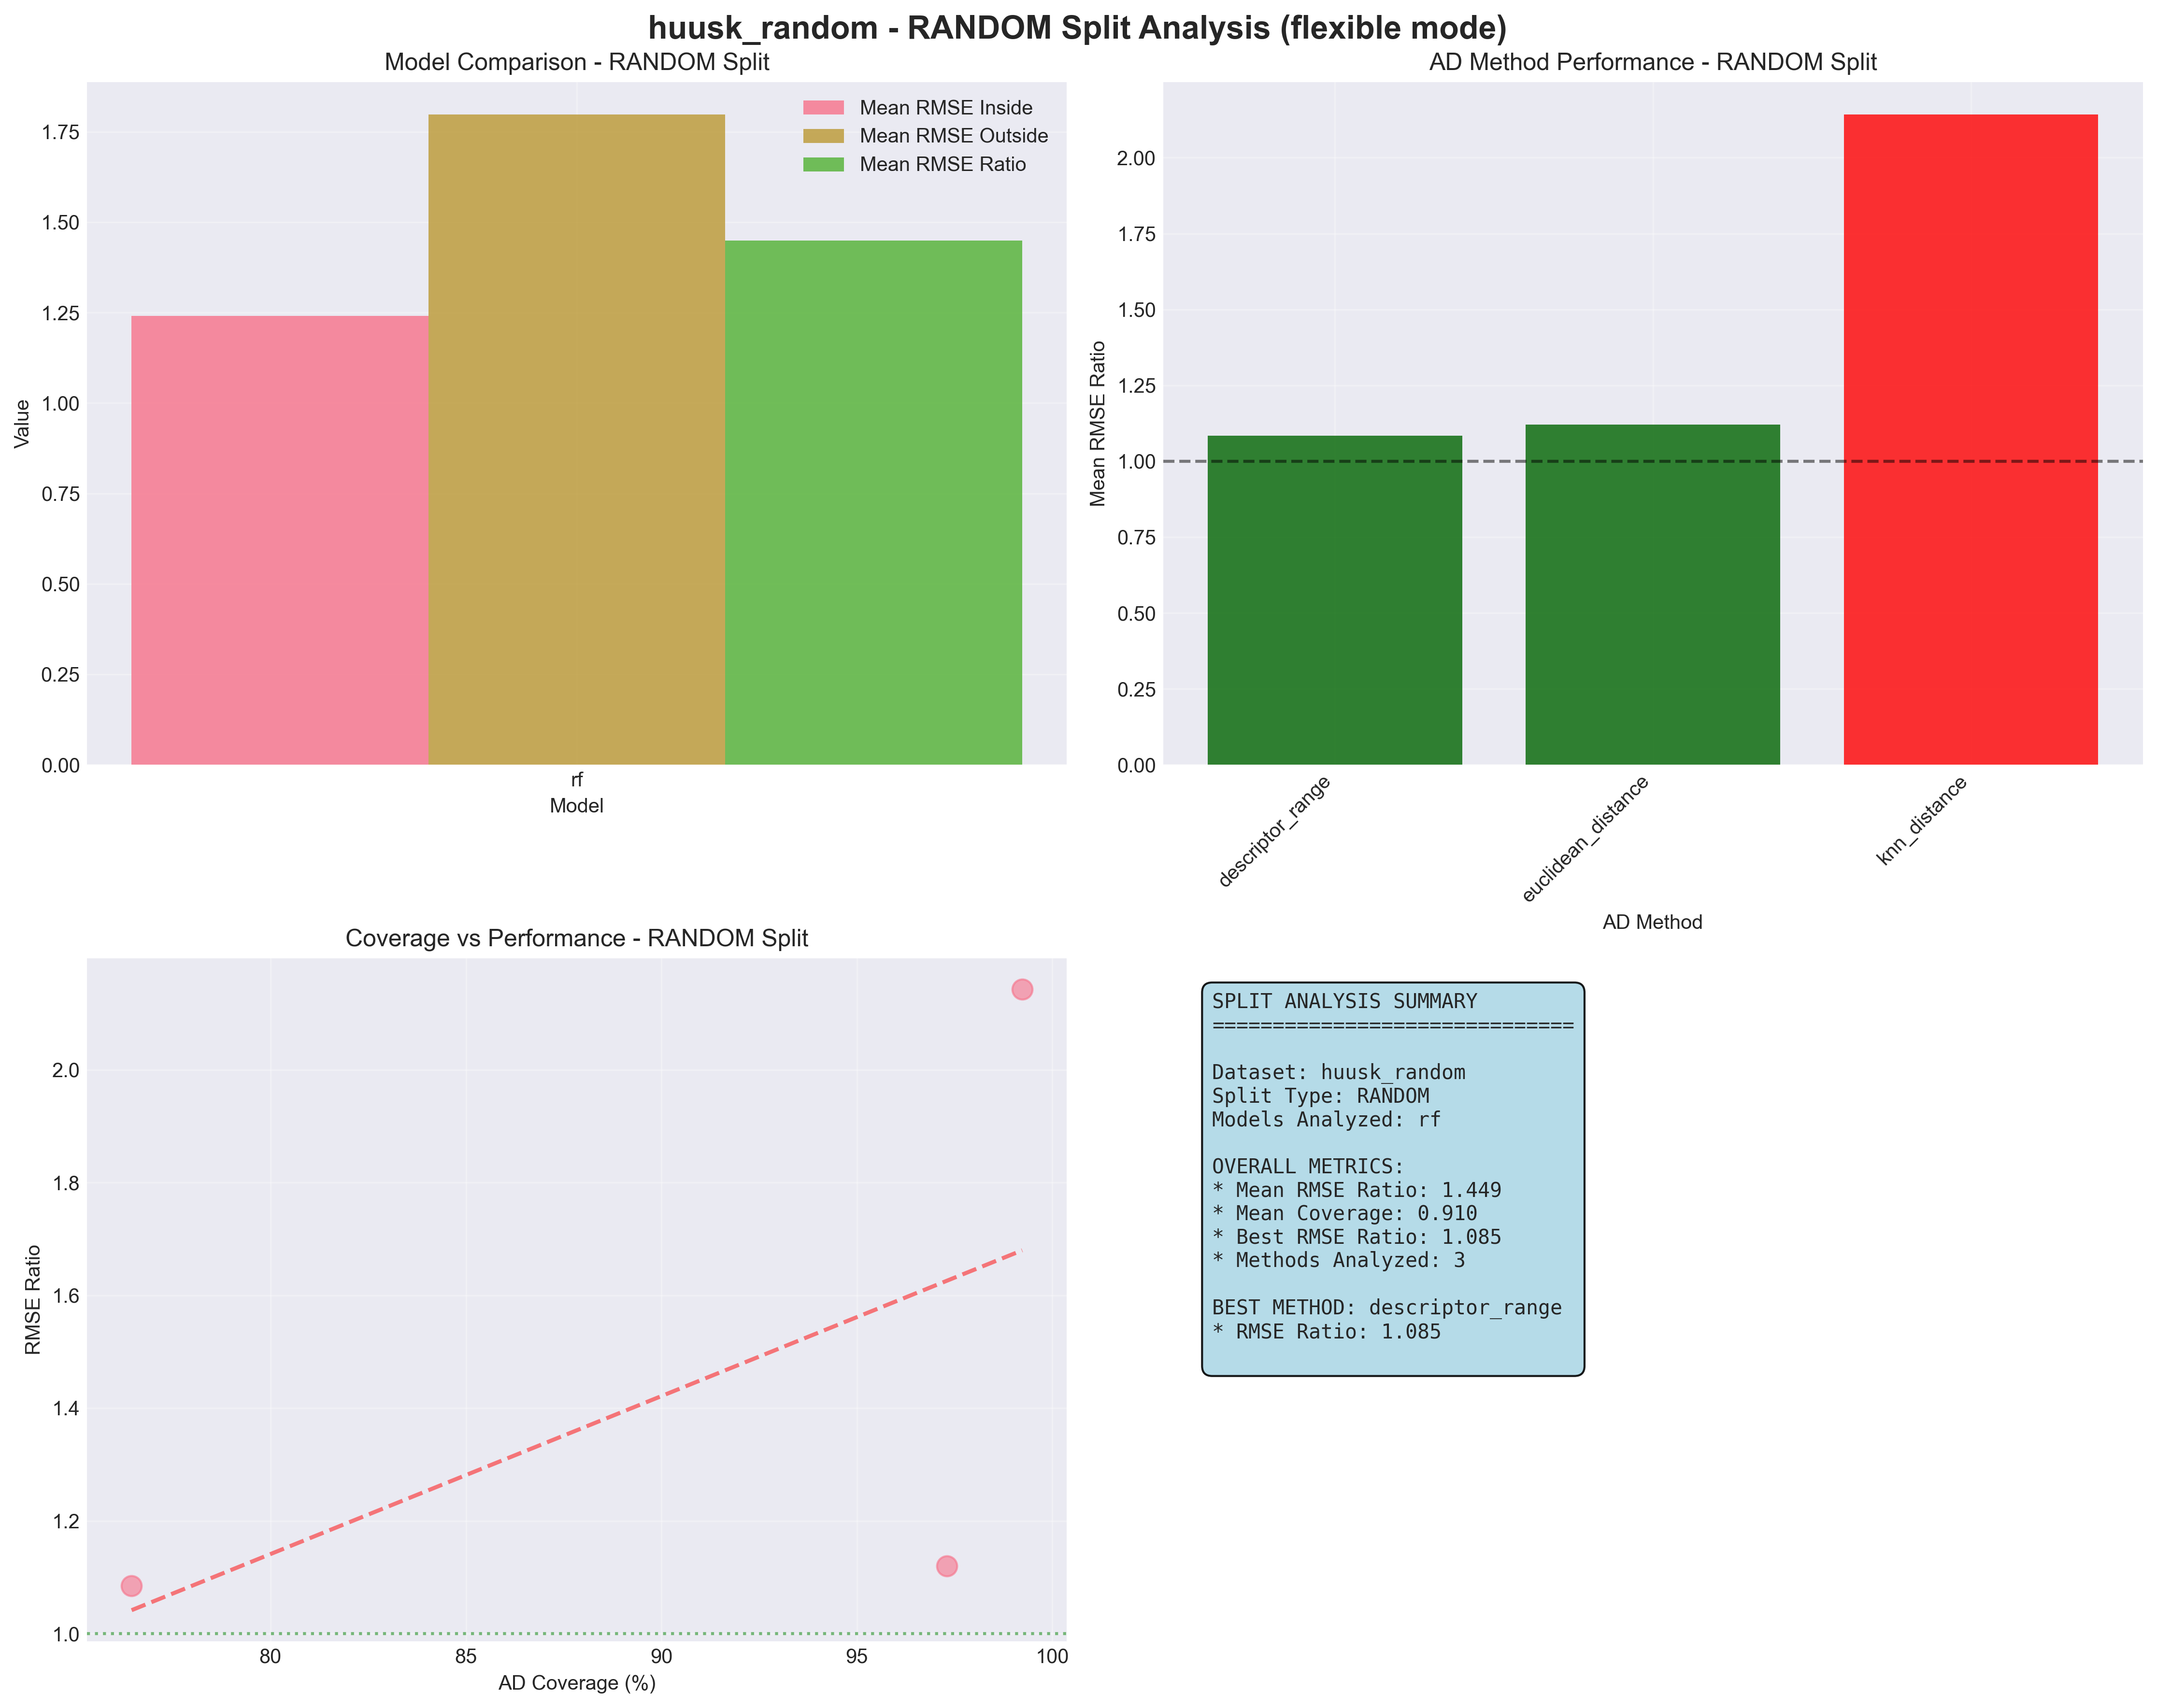 huusk_random - RANDOM Split Analysis (flexible mode)
Model Comparison - RANDOM Split
Mean RMSE Inside
Mean RMSE Outside
Mean RMSE Ratio
1.75
1.50
1.25
1.00
0.75
0.50
0.25
0.00
Value
rf
Model
AD Method Performance - RANDOM Split
2.00
1.75
1.50
1.25
1.00
0.75
0.50
0.25
0.00
Mean RMSE Ratio
descriptor_range
euclidean_distance
knn_distance
AD Method
Coverage vs Performance - RANDOM Split
2.0
1.8
1.6
1.4
1.2
1.0
RMSE Ratio
80
85
90
95
100
AD Coverage (%)
SPLIT ANALYSIS SUMMARY
==============================
Dataset: huusk_random
Split Type: RANDOM
Models Analyzed: rf
OVERALL METRICS:
* Mean RMSE Ratio: 1.449
* Mean Coverage: 0.910
* Best RMSE Ratio: 1.085
* Methods Analyzed: 3
BEST METHOD: descriptor_range
* RMSE Ratio: 1.085